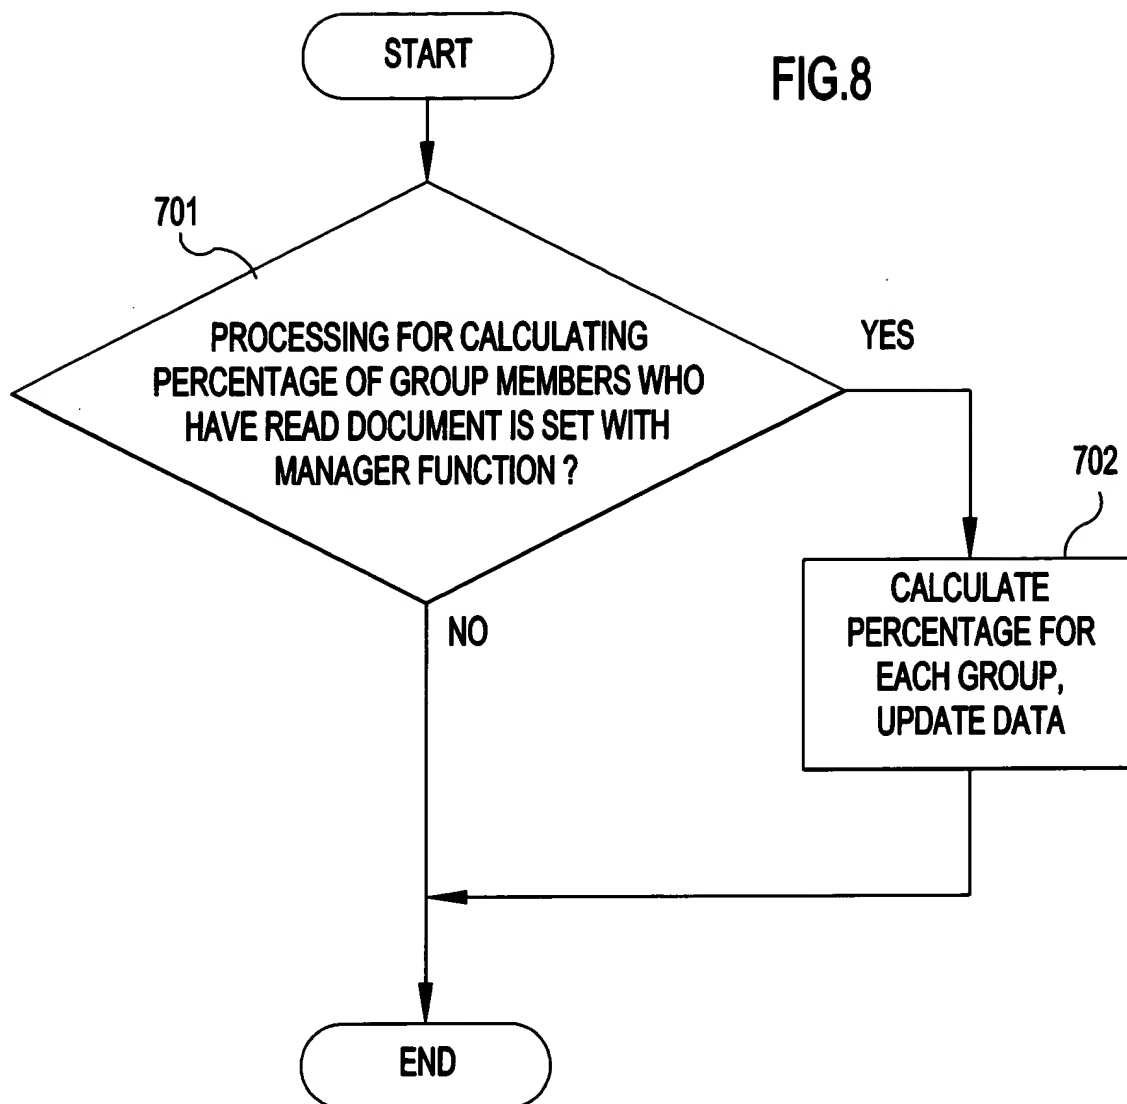 START
FIG.8
701
PROCESSING FOR CALCULATING
PERCENTAGE OF GROUP MEMBERS WHO
HAVE READ DOCUMENT IS SET WITH
MANAGER FUNCTION ?
YES
702
CALCULATE
PERCENTAGE FOR
EACH GROUP,
UPDATE DATA
NO
END